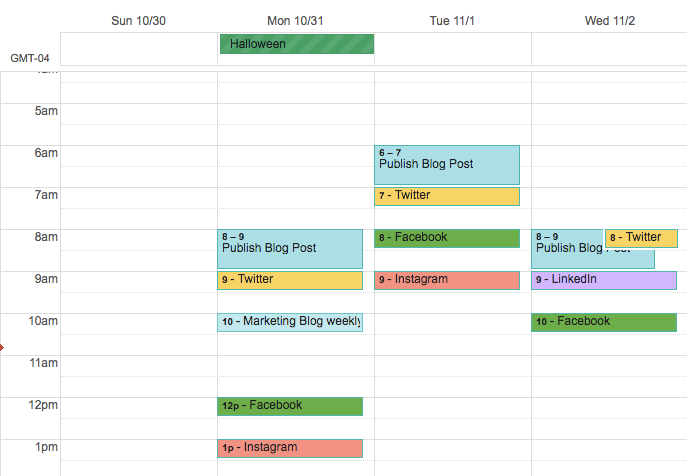 Sun 10/30
Mon 10/31
Tue 11/1
Wed 11/2
GMT-04
Halloween
5am
6am
6 – 7
Publish Blog Post
7am
7 - Twitter
8am
8 – 9
Publish Blog Post
8 - Facebook
8 – 9
Publish Blog
8 - Twitter
9am
9 - Twitter
9 - Instagram
9 - LinkedIn
10am
10 - Marketing Blog weekly
10 - Facebook
11am
12pm
12p - Facebook
1pm
1p - Instagram